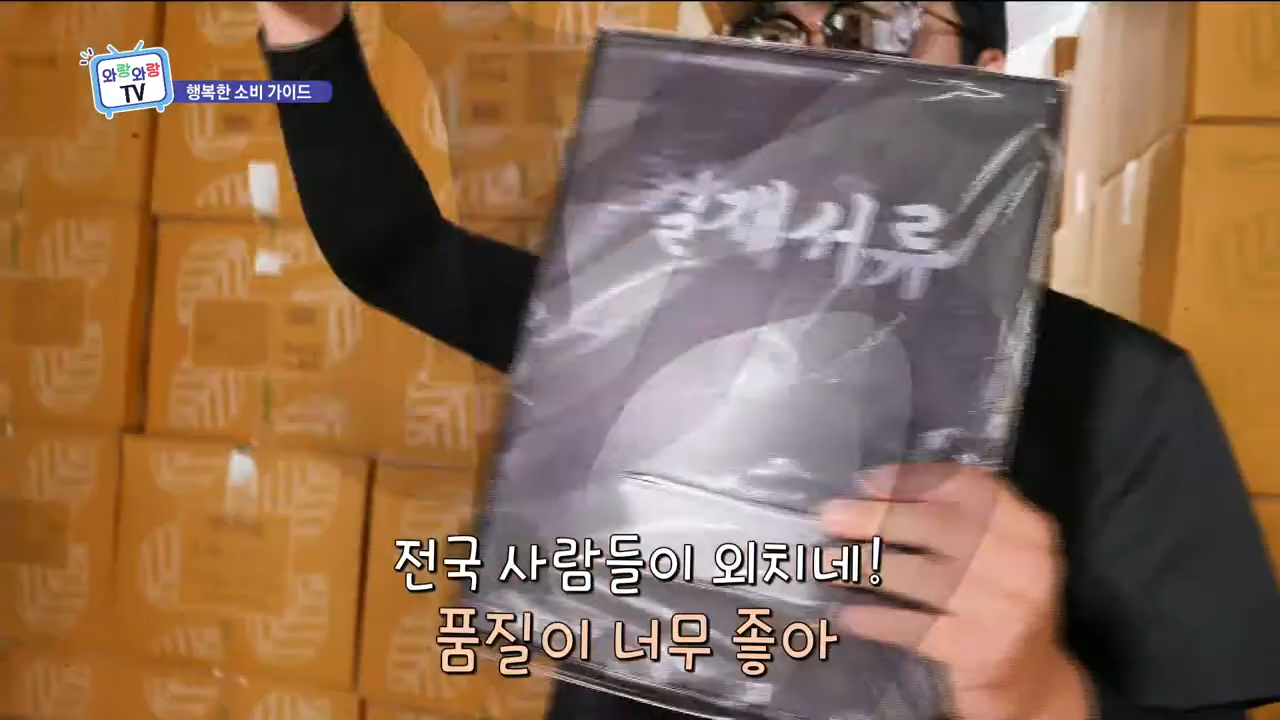 와랑와랑
TV
행복한 소비 가이드
결재서류
전국 사람들이 외치네!
품질이 너무 좋아